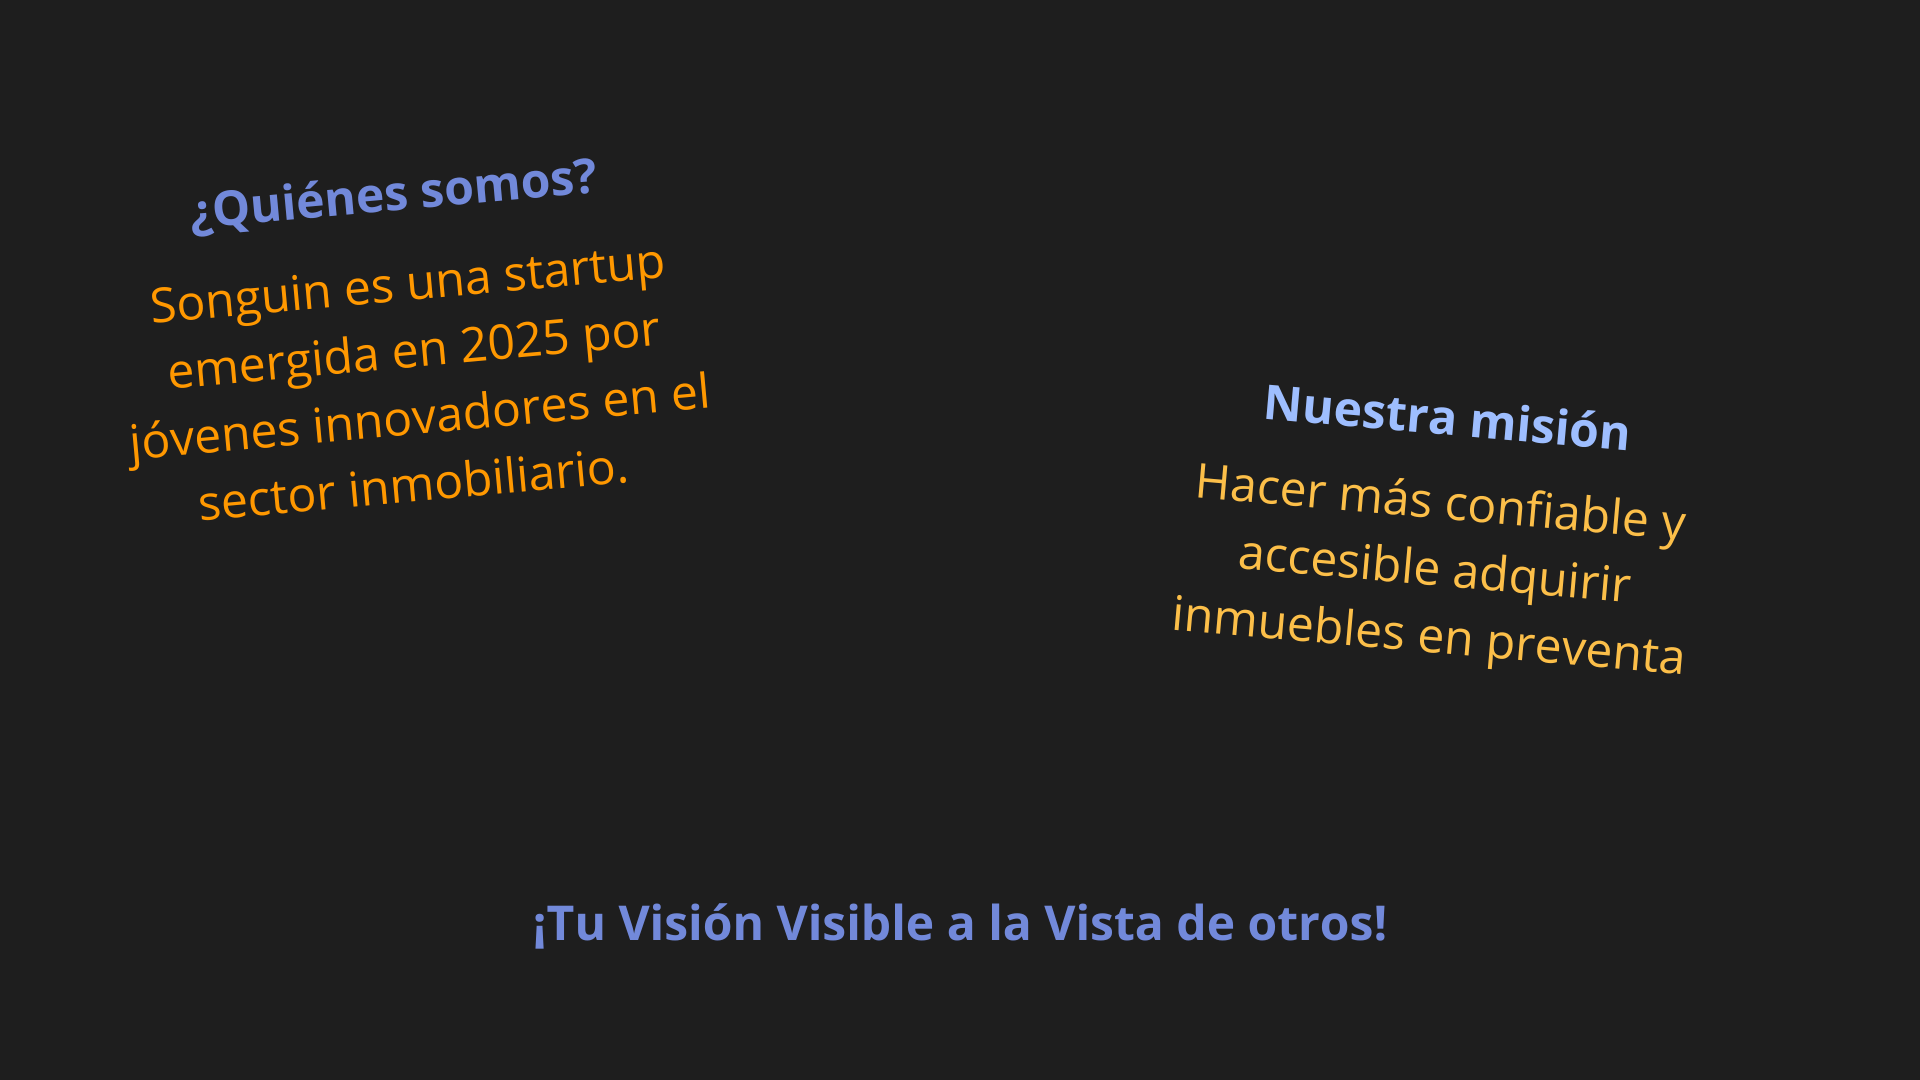 ¿Quiénes somos?
Songuin es una startup
emergida en 2025 por
jóvenes innovadores en el
sector inmobiliario.
Nuestra misión
Hacer más confiable y
accesible adquirir
inmuebles en preventa
¡Tu Visión Visible a la Vista de otros!